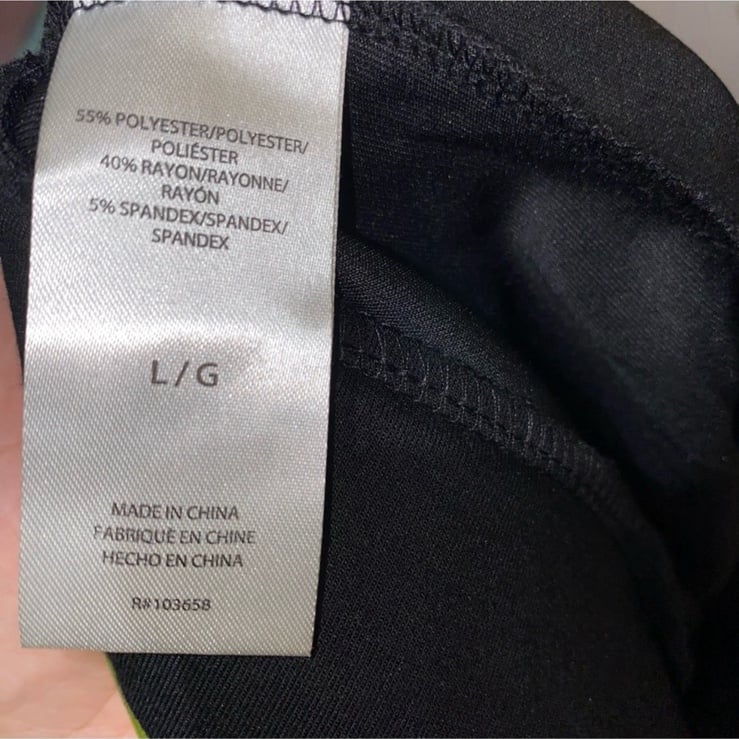 55% POLYESTER/POLYESTER/
POLIÉSTER
40% RAYON/RAYONNE/
RAYÓN
5% SPANDEX/SPANDEX/
SPANDEX
L / G
MADE IN CHINA
FABRIQUÉ EN CHINE
HECHO EN CHINA
R#103658